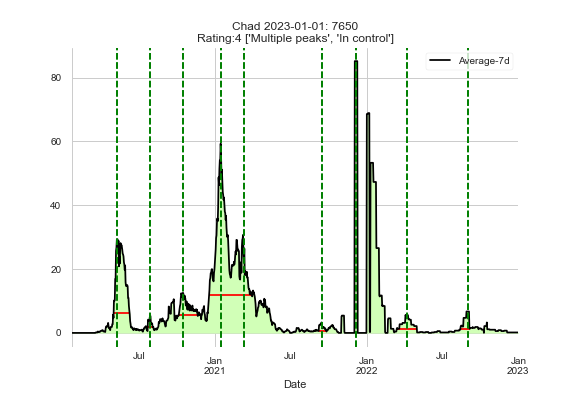 Chad 2023-01-01: 7650
Rating:4 ['Multiple peaks', 'In control']
Average-7d
80
60
40
20
0
Jul
Jan
2021
Jul
Jan
2022
Jul
Jan
2023
Date